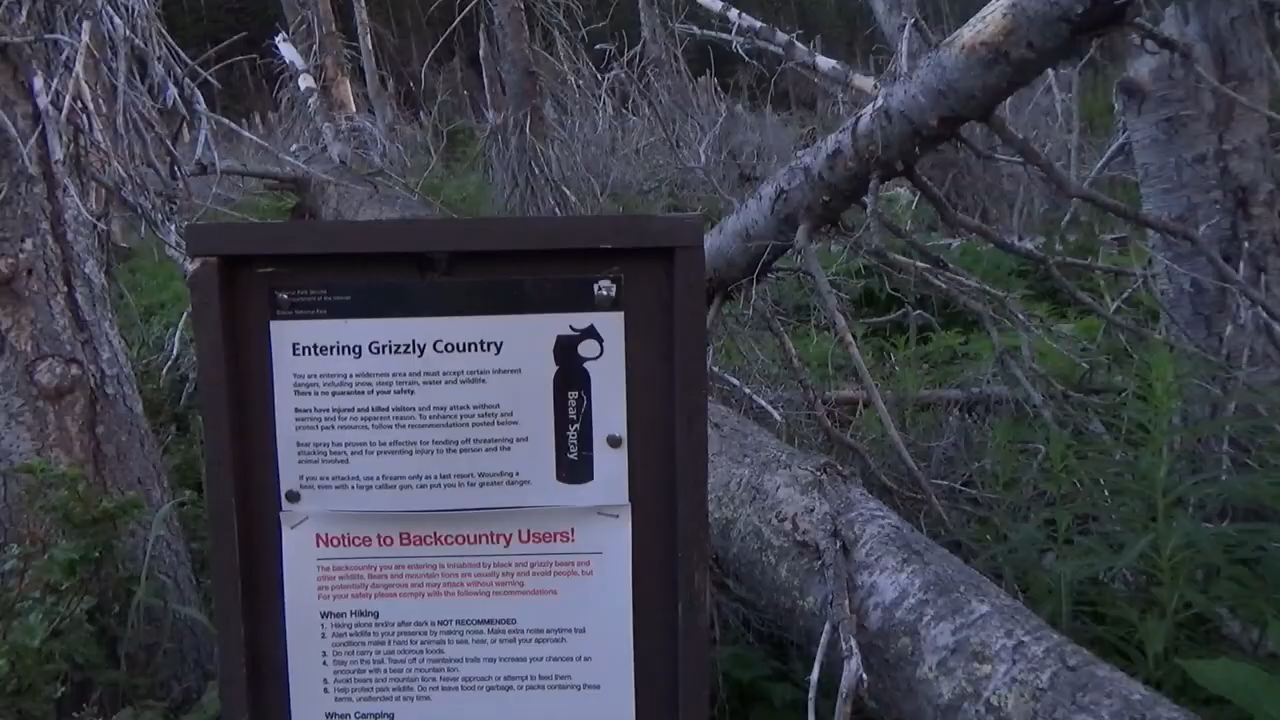 National Park Service
Department of the Interior
Glacier National Park
Entering Grizzly Country
You are entering a wilderness area and must accept certain inherent
dangers, including snow, steep terrain, water and wildlife.
There is no guarantee of your safety.
Bears have injured and killed visitors and may attack without
warning and for no apparent reason. To enhance your safety and
protect park resources, follow the recommendations posted below.
Bear spray has proven to be effective for fending off threatening and
attacking bears, and for preventing injury to the person and the
animal involved.
If you are attacked, use a firearm only as a last resort. Wounding a
bear, even with a large caliber gun, can put you in far greater danger.
Bear Spray
Notice to Backcountry Users!
The backcountry you are entering is inhabited by black and grizzly bears and
other wildlife. Bears and mountain lions are usually shy and avoid people, but
are potentially dangerous and may attack without warning.
For your safety please comply with the following recommendations
When Hiking
1. Hiking alone and/or after dark is NOT RECOMMENDED.
2. Alert wildlife to your presence by making noise. Make extra noise anytime trail
conditions make it hard for animals to see, hear, or smell your approach.
3. Do not carry or use odorous foods.
4. Stay on the trail. Travel off of maintained trails may increase your chances of an
encounter with a bear or mountain lion.
5. Avoid bears and mountain lions. Never approach or attempt to feed them.
6. Help protect park wildlife. Do not leave food or garbage, or packs containing these
items, unattended at any time.
When Camping